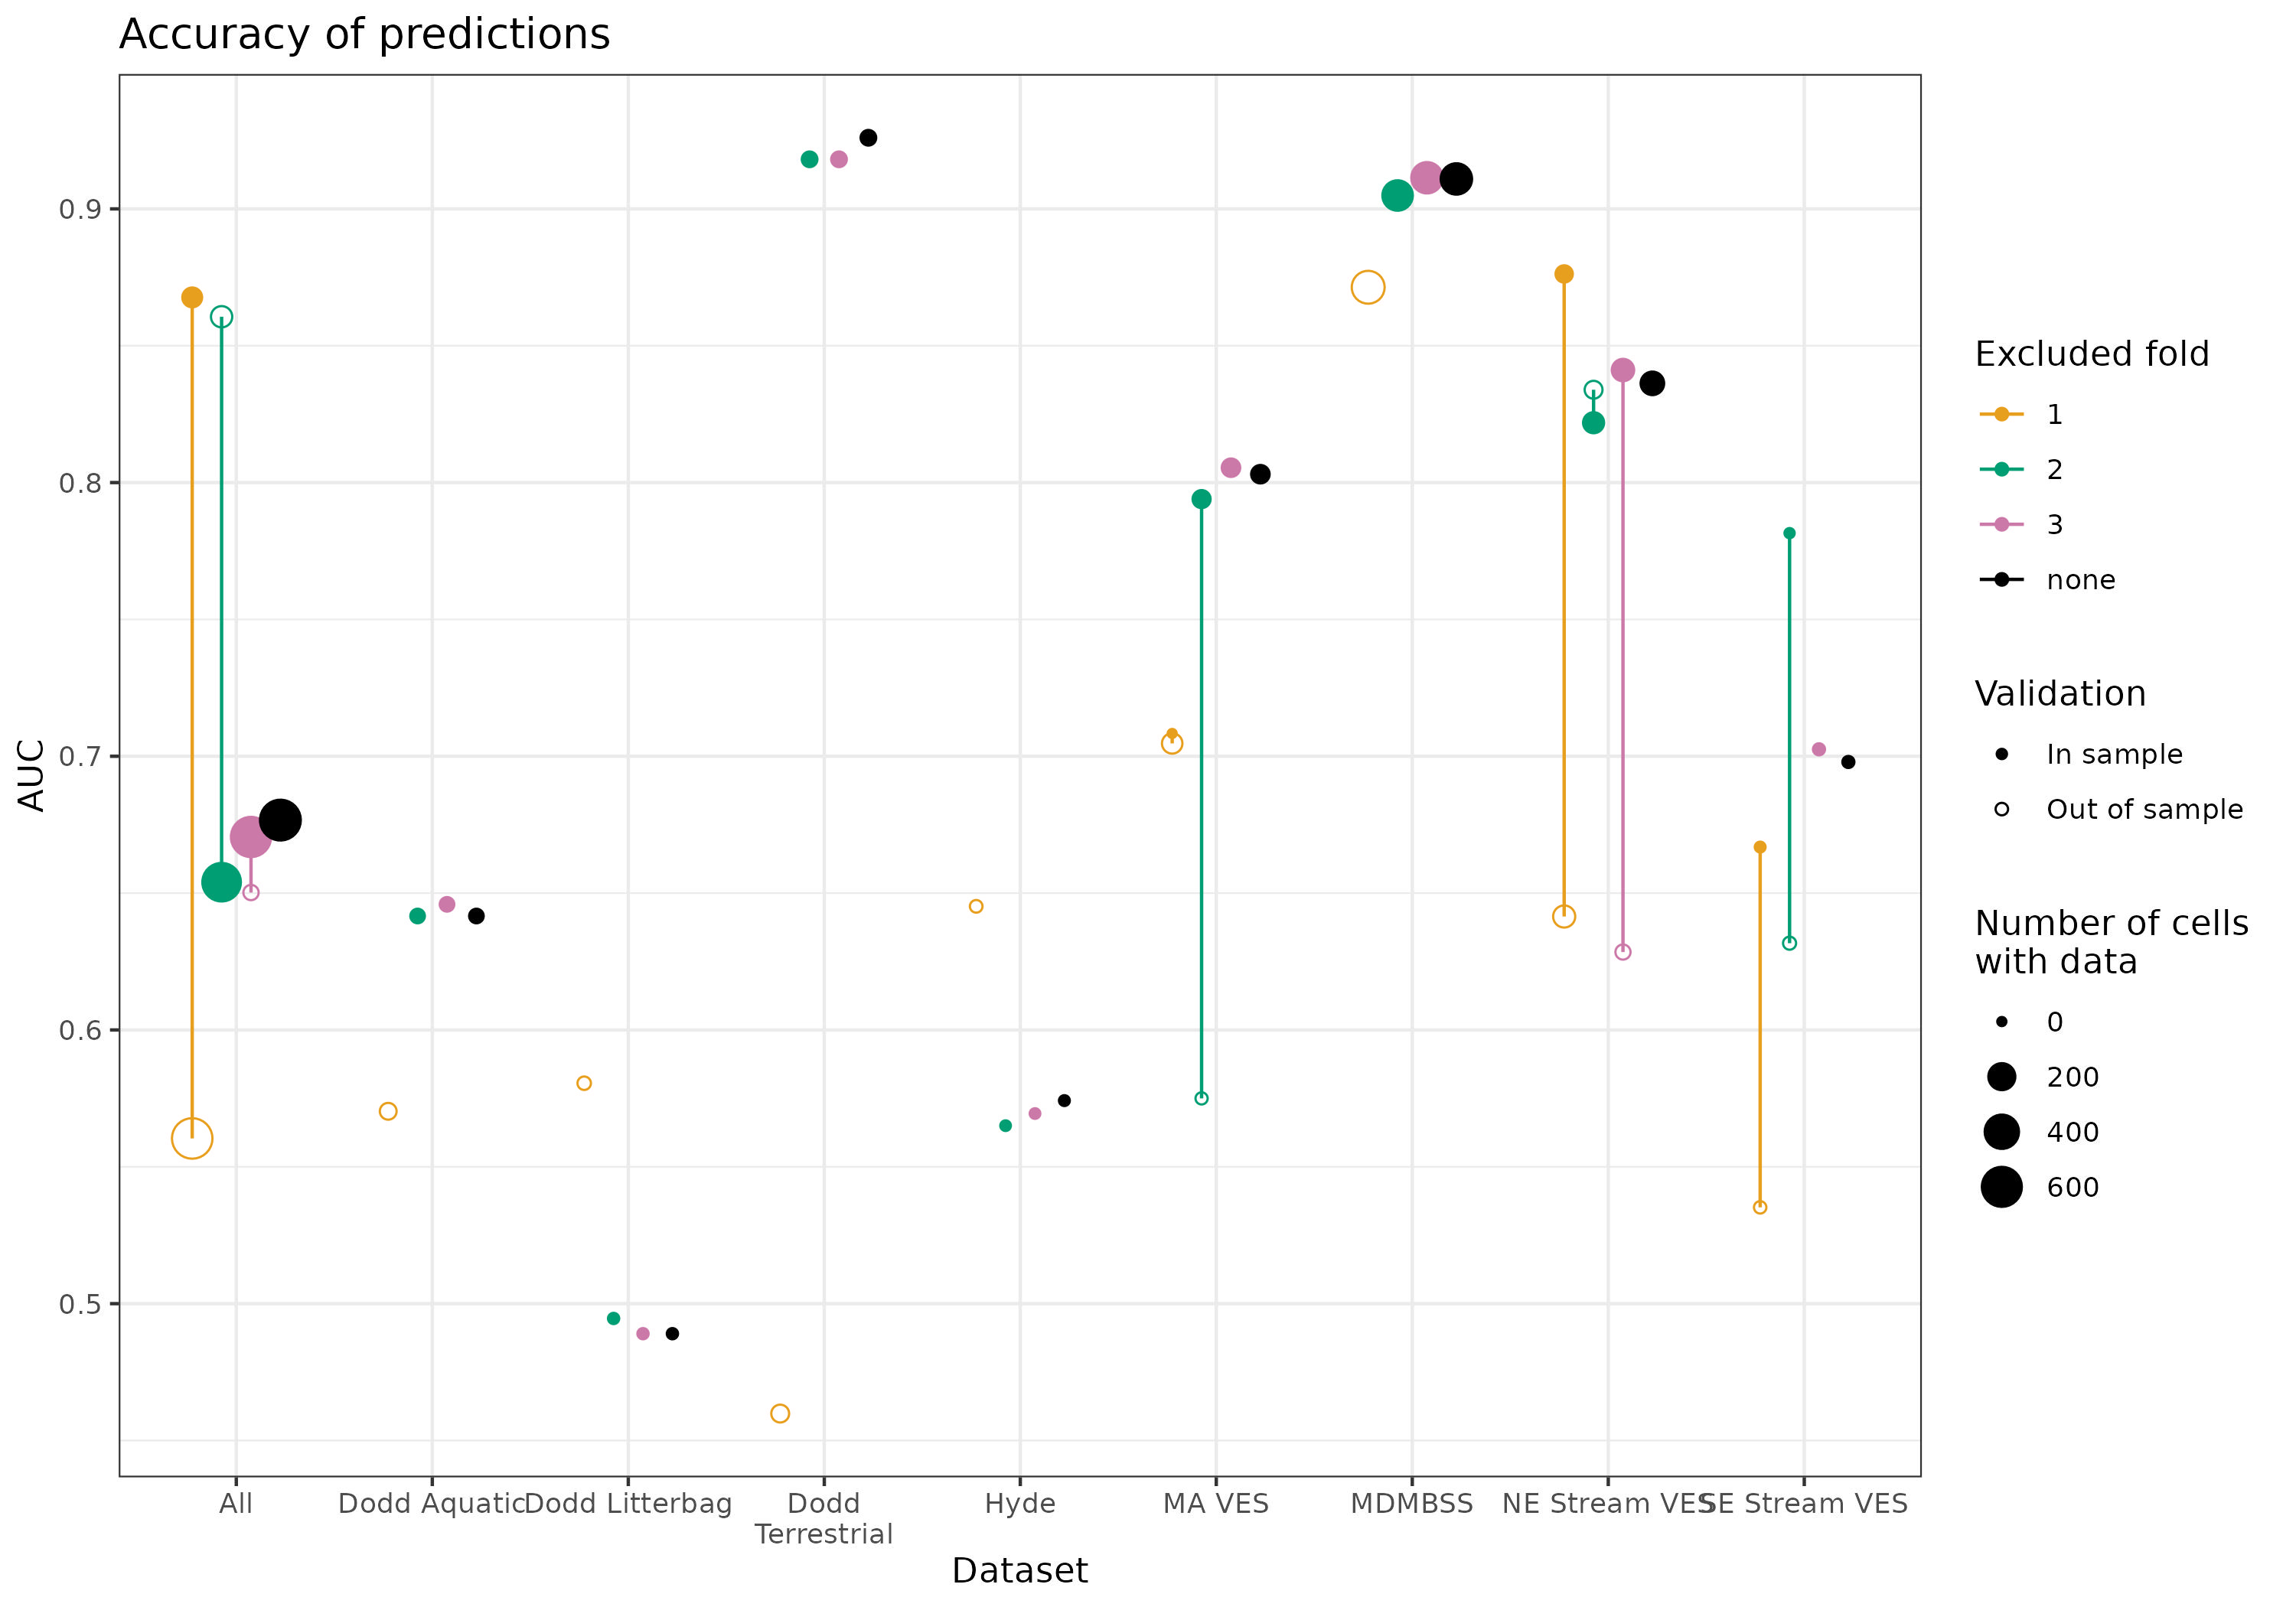 Accuracy of predictions
AUC
0.9
0.8
0.7
0.6
0.5
All
Dodd Aquatic
Dodd Litterbag
Dodd
Terrestrial
Hyde
MA VES
MDMBSS
NE Stream VES
SE Stream VES
Dataset
Excluded fold
1
2
3
none
Validation
In sample
Out of sample
Number of cells
with data
0
200
400
600